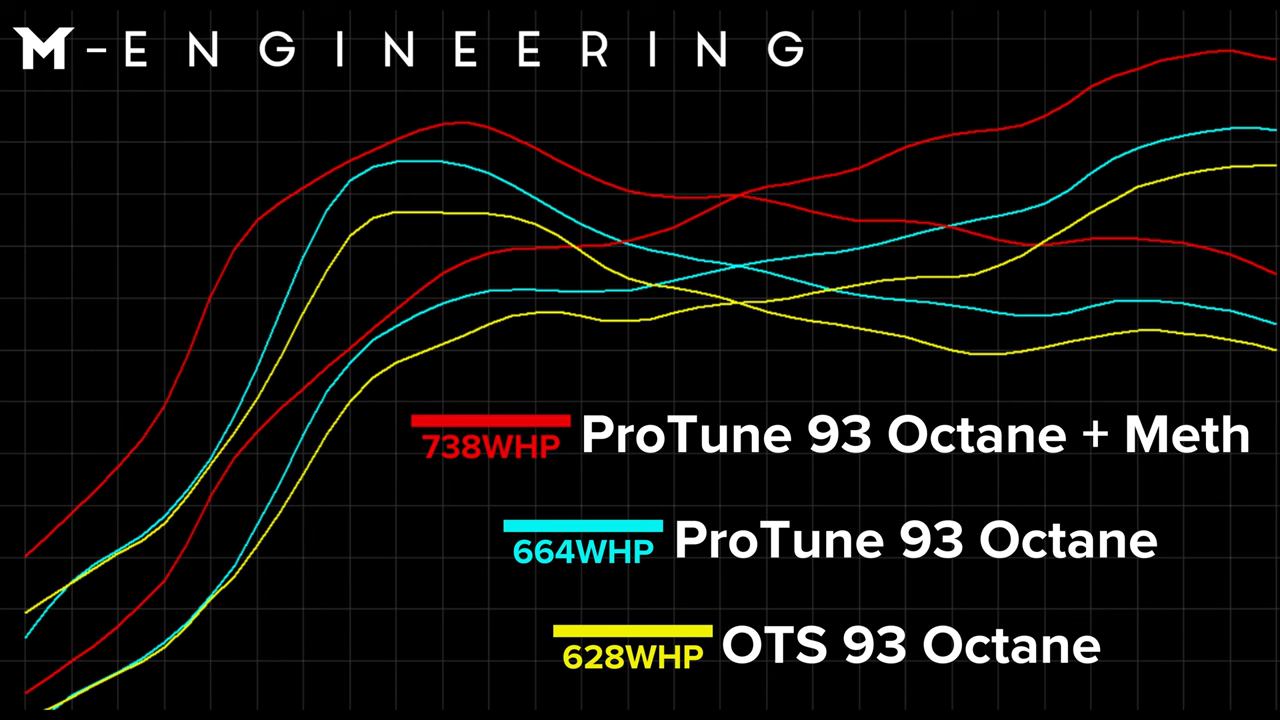 M-ENGINEERING
738WHP ProTune 93 Octane + Meth
664WHP ProTune 93 Octane
628WHP OTS 93 Octane